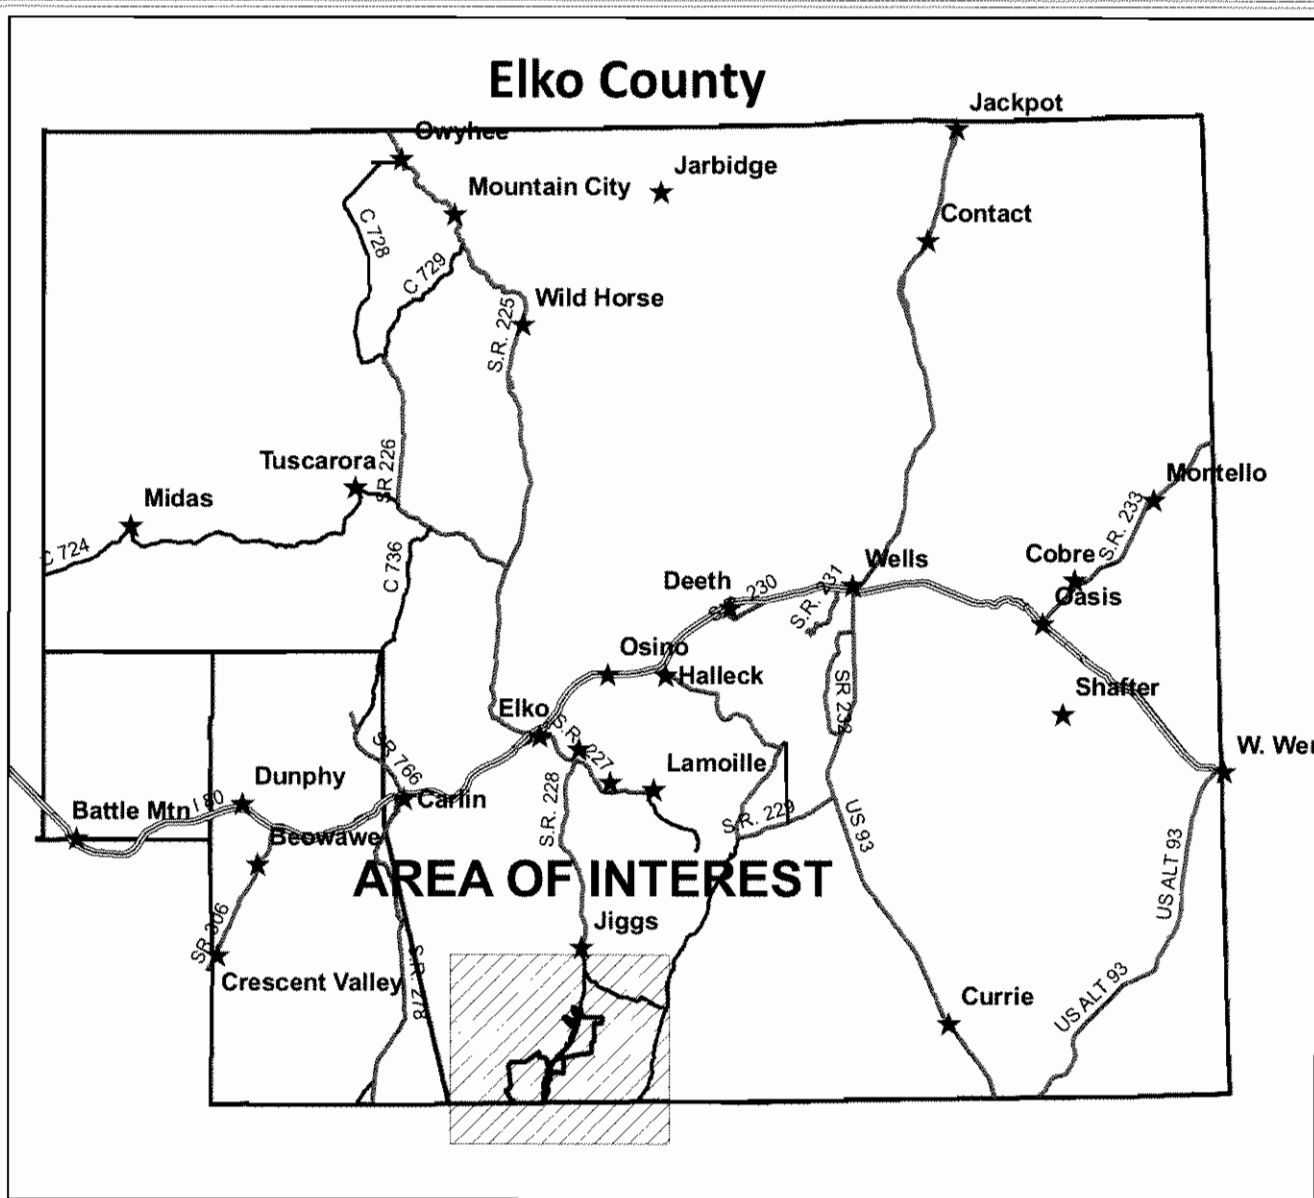 Elko County
Jackpot
Owyhee
Jarbidge
Mountain City
Contact
C 728
C 729
Wild Horse
S.R. 225
Tuscarora
SR 226
Midas
Montello
C 724
C 736
S.R. 233
Cobre
Wells
Deeth
230
S.R. 231
Oasis
Osino
Halleck
SR 232
Shafter
Elko
S.R. 227
W. Wen
SR 766
Lamoille
Dunphy
I 80
Battle Mtn
Carlin
S.R. 228
S.R. 229
US 93
Beowawe
US ALT 93
AREA OF INTEREST
Jiggs
SR 306
Crescent Valley
S.R. 278
Currie
US ALT 93